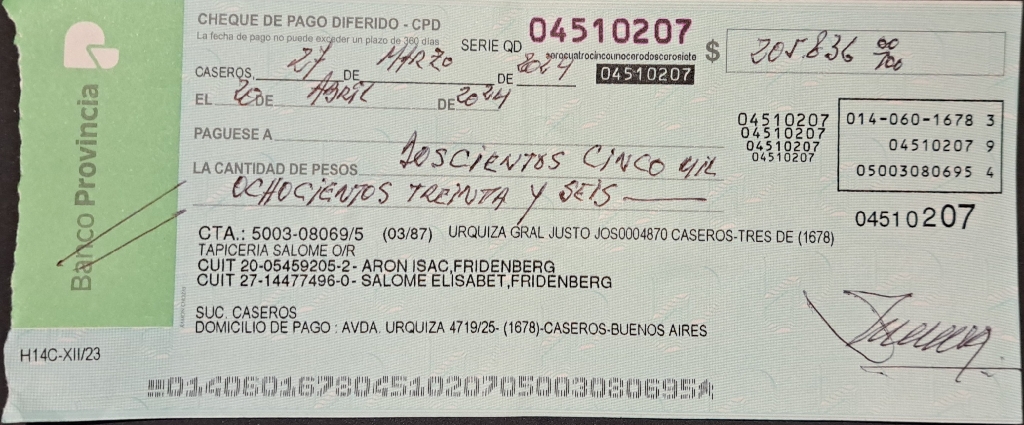 Banco Provincia
CHEQUE DE PAGO DIFERIDO - CPD
La fecha de pago no puede exceder un plazo de 360 días
SERIE QD 04510207
cerocuatrocincounocerodoscerosiete
04510207
$ 205.836 00/100
CASEROS, 27 DE MARZO DE 2024
EL 20 DE ABRIL DE 2024
PAGUESE A
LA CANTIDAD DE PESOS DOSCIENTOS CINCO MIL
OCHOCIENTOS TREINTA Y SEIS
04510207
04510207
04510207
04510207
014-060-1678 3
04510207 9
05003080695 4
04510207
CTA.: 5003-08069/5 (03/87) URQUIZA GRAL JUSTO JOS0004870 CASEROS-TRES DE (1678)
TAPICERIA SALOME O/R
CUIT 20-05459205-2- ARON ISAC,FRIDENBERG
CUIT 27-14477496-0- SALOME ELISABET,FRIDENBERG
SUC. CASEROS
DOMICILIO DE PAGO : AVDA. URQUIZA 4719/25- (1678)-CASEROS-BUENOS AIRES
H14C-XII/23
01406016780451020705003080695